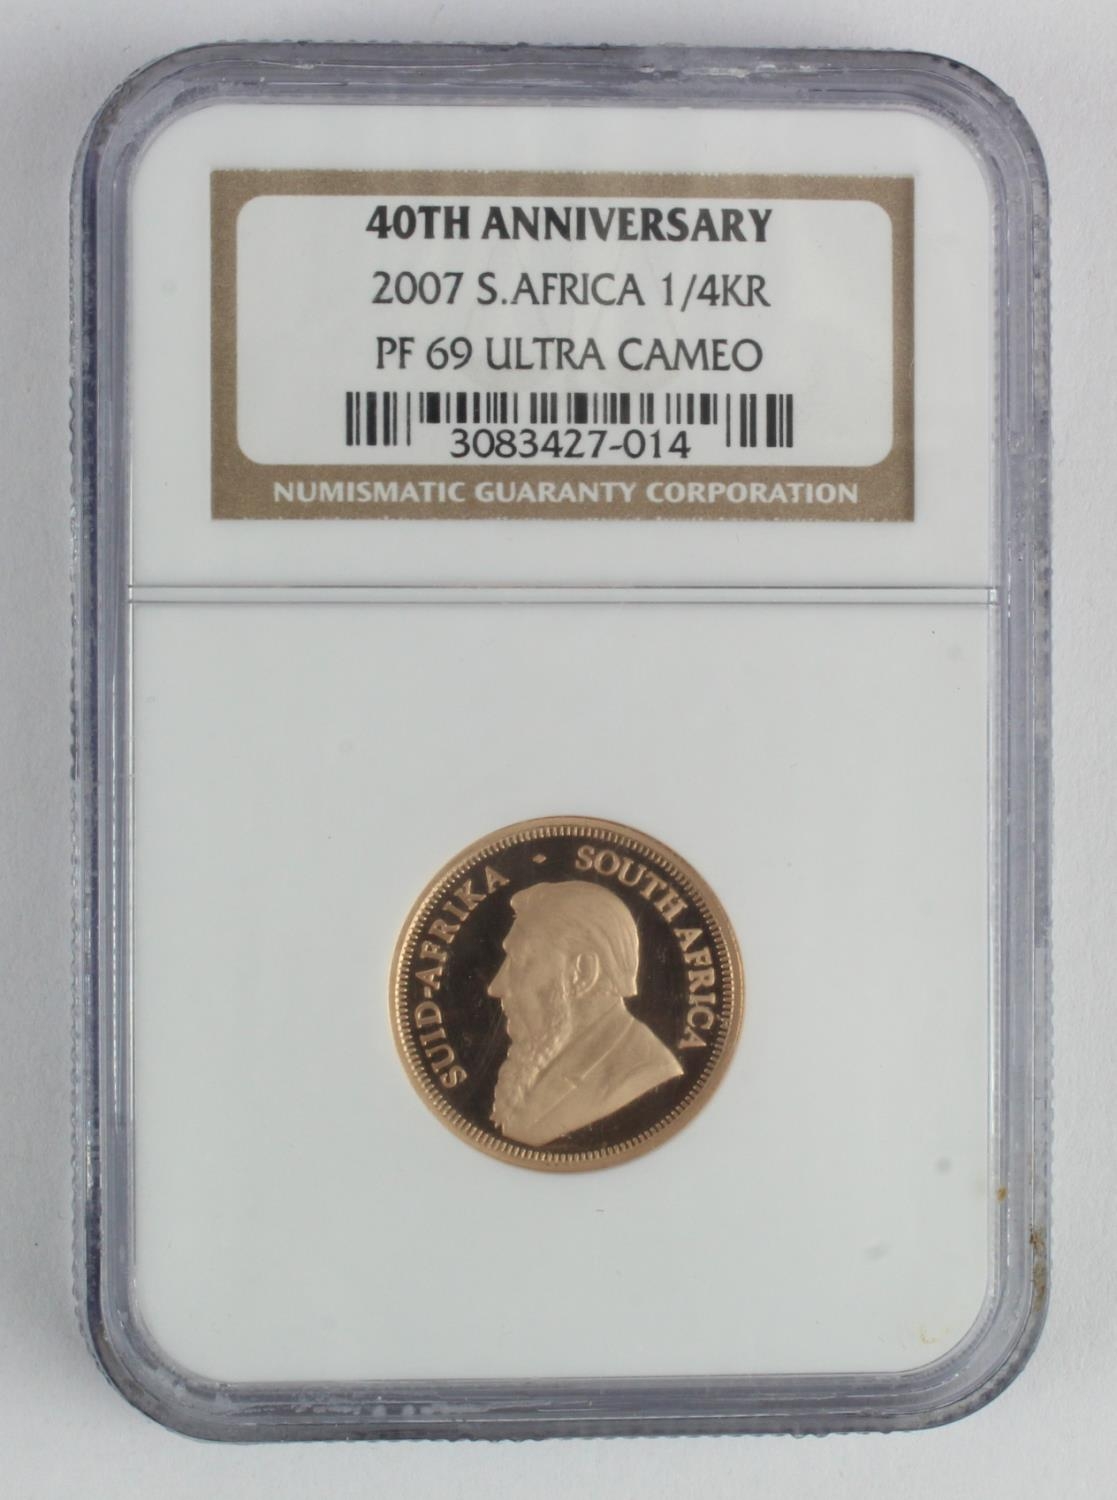 40TH ANNIVERSARY
2007 S.AFRICA 1/4KR
PF 69 ULTRA CAMEO
3083427-014
NUMISMATIC GUARANTY CORPORATION
SUID-AFRIKA · SOUTH AFRICA